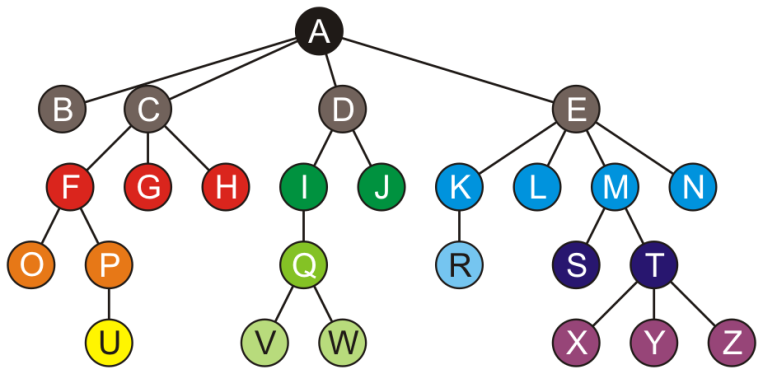 A
B C D E
F G H I J K L M N
O P Q R S T
U V W X Y Z